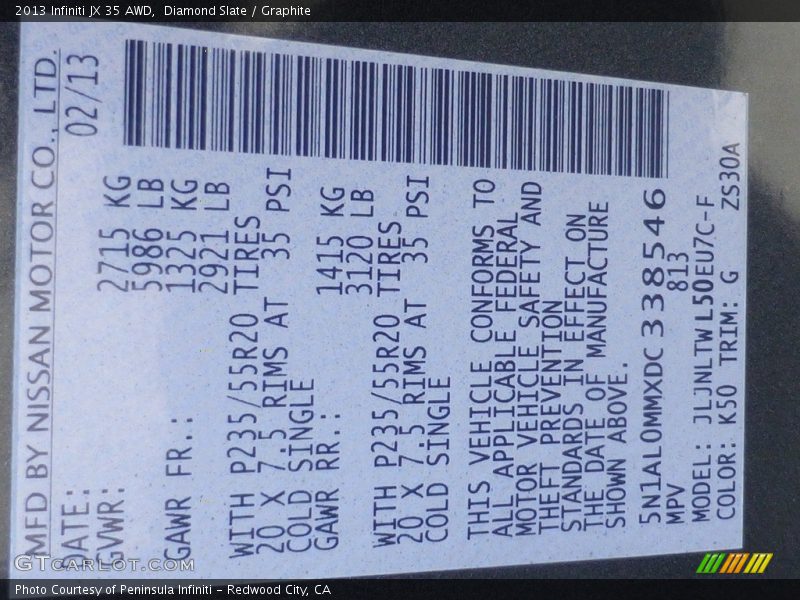 2013 Infiniti JX 35 AWD,  Diamond Slate / Graphite
MFD BY NISSAN MOTOR CO., LTD.
DATE: 02/13
GVWR: 2715 KG
5986 LB
GAWR FR.: 1325 KG
2921 LB
WITH P235/55R20 TIRES
20 X 7.5 RIMS AT 35 PSI
COLD SINGLE
GAWR RR.: 1415 KG
3120 LB
WITH P235/55R20 TIRES
20 X 7.5 RIMS AT 35 PSI
COLD SINGLE
THIS VEHICLE CONFORMS TO
ALL APPLICABLE FEDERAL
MOTOR VEHICLE SAFETY AND
THEFT PREVENTION
STANDARDS IN EFFECT ON
THE DATE OF MANUFACTURE
SHOWN ABOVE.
5N1AL0MMXDC338546
MPV 813
MODEL: JLJNLTWL50EU7C-F
COLOR: K50 TRIM: G ZS30A
GTCARLOT.COM
Photo Courtesy of Peninsula Infiniti – Redwood City, CA